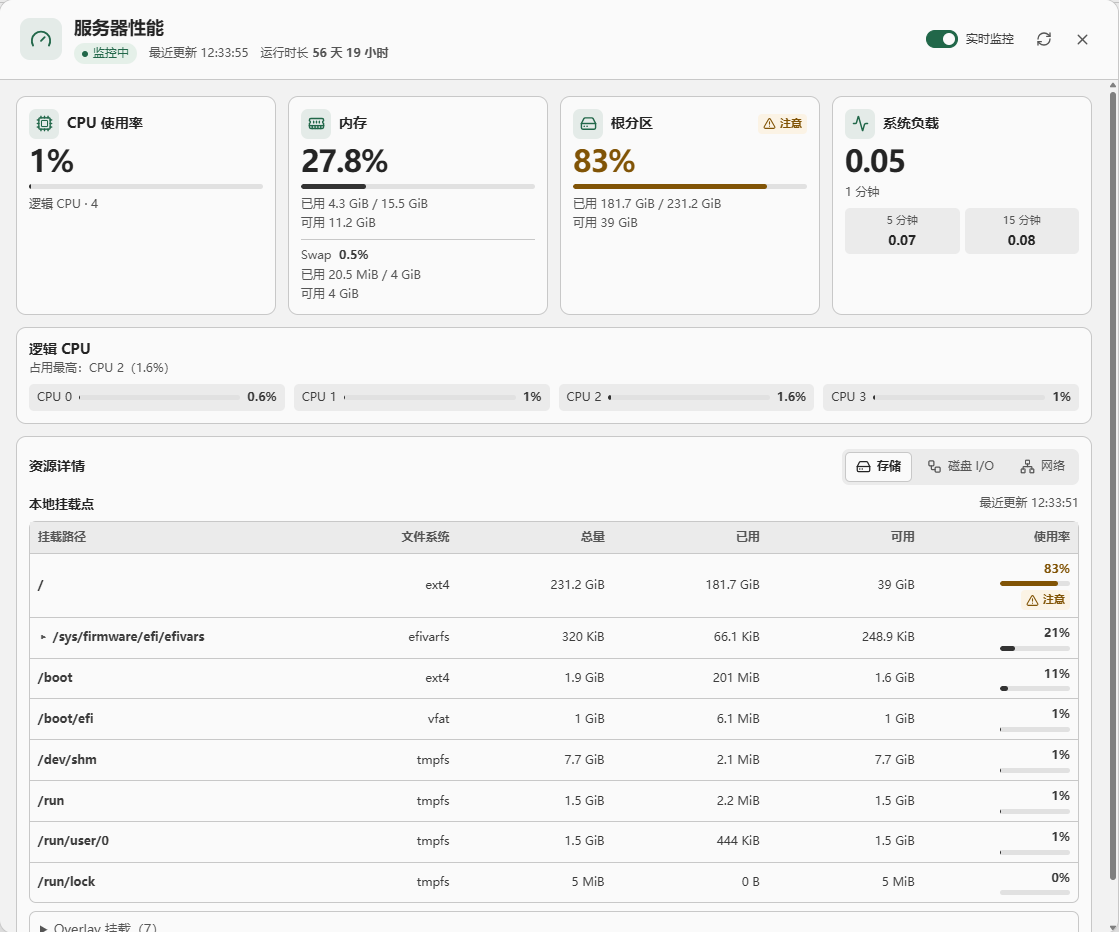 服务器性能
监控中 最近更新 12:33:55 运行时长 56 天 19 小时
实时监控
CPU 使用率
1%
逻辑 CPU · 4
内存
27.8%
已用 4.3 GiB / 15.5 GiB
可用 11.2 GiB
Swap 0.5%
已用 20.5 MiB / 4 GiB
可用 4 GiB
根分区 注意
83%
已用 181.7 GiB / 231.2 GiB
可用 39 GiB
系统负载
0.05
1 分钟
5 分钟
0.07
15 分钟
0.08
逻辑 CPU
占用最高：CPU 2（1.6%）
CPU 0 0.6%
CPU 1 1%
CPU 2 1.6%
CPU 3 1%
资源详情
存储 磁盘 I/O 网络
本地挂载点 最近更新 12:33:51
挂载路径 文件系统 总量 已用 可用 使用率
/ ext4 231.2 GiB 181.7 GiB 39 GiB 83%
注意
/sys/firmware/efi/efivars efivarfs 320 KiB 66.1 KiB 248.9 KiB 21%
/boot ext4 1.9 GiB 201 MiB 1.6 GiB 11%
/boot/efi vfat 1 GiB 6.1 MiB 1 GiB 1%
/dev/shm tmpfs 7.7 GiB 2.1 MiB 7.7 GiB 1%
/run tmpfs 1.5 GiB 2.2 MiB 1.5 GiB 1%
/run/user/0 tmpfs 1.5 GiB 444 KiB 1.5 GiB 1%
/run/lock tmpfs 5 MiB 0 B 5 MiB 0%
Overlay 挂载（7）